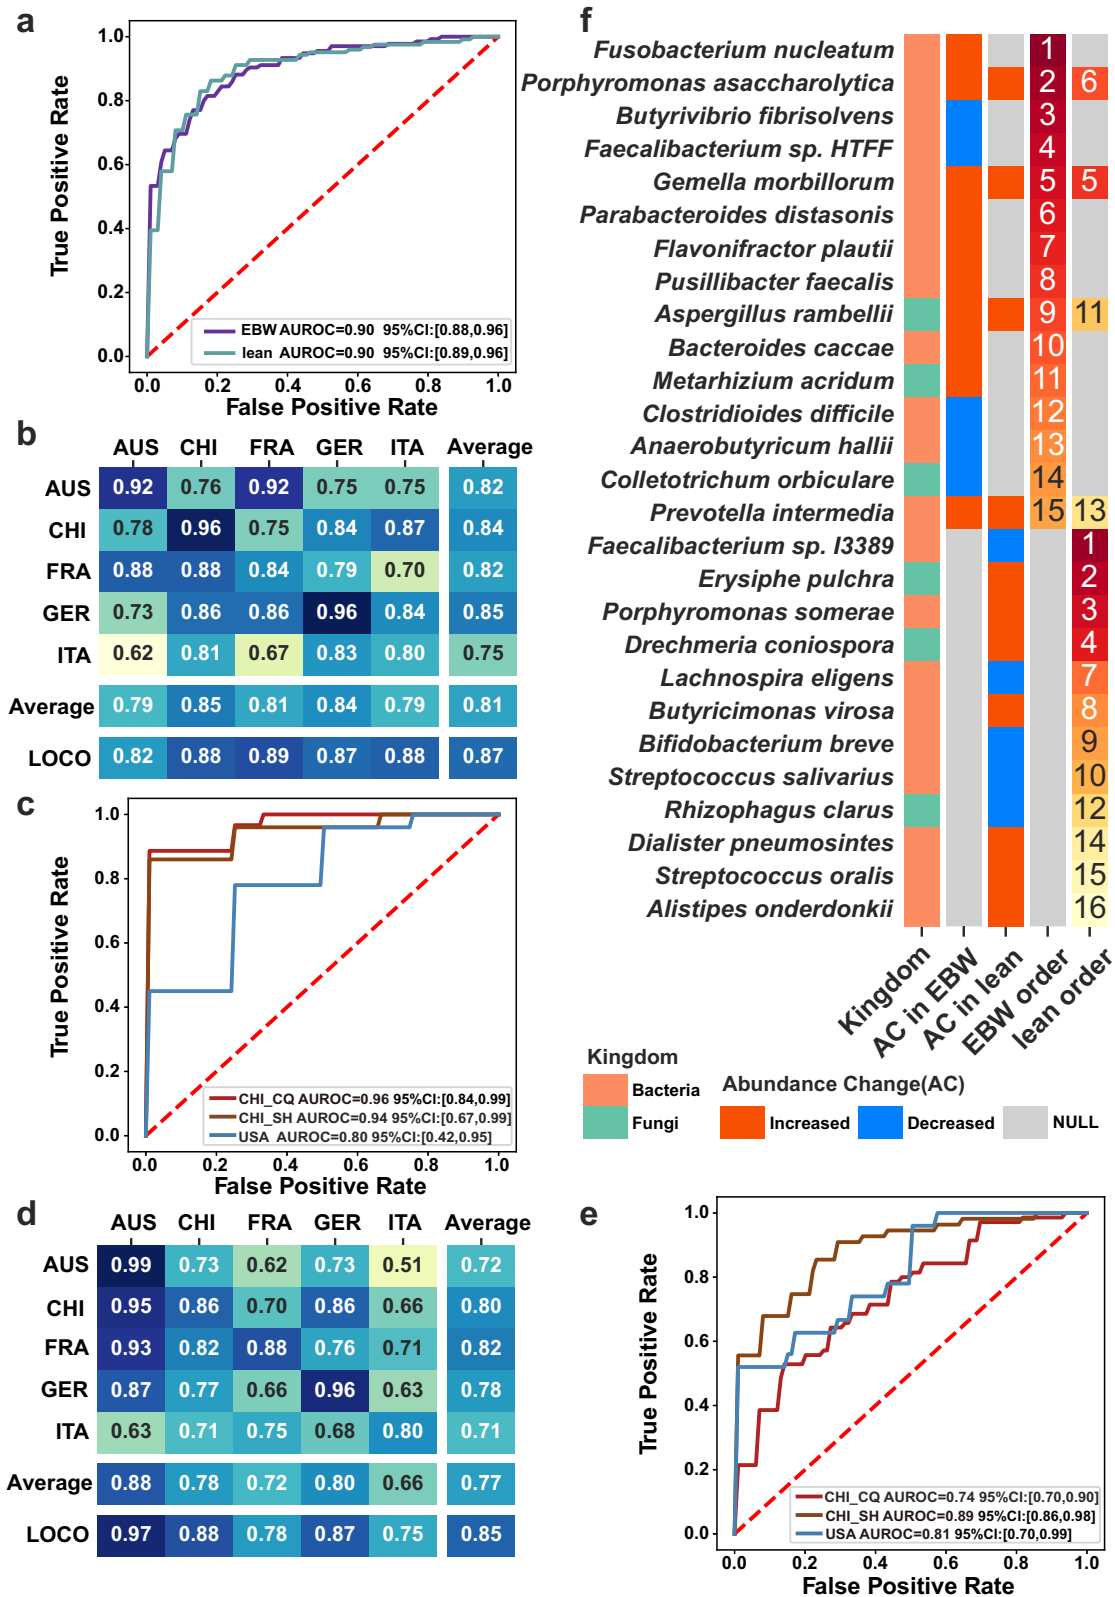 a
True Positive Rate
1.0
0.8
0.6
0.4
0.2
0.0
EBW AUROC=0.90 95%CI:[0.88,0.96]
lean AUROC=0.90 95%CI:[0.89,0.96]
0.0 0.2 0.4 0.6 0.8 1.0
False Positive Rate
b
AUS CHI FRA GER ITA Average
AUS 0.92 0.76 0.92 0.75 0.75 0.82
CHI 0.78 0.96 0.75 0.84 0.87 0.84
FRA 0.88 0.88 0.84 0.79 0.70 0.82
GER 0.73 0.86 0.86 0.96 0.84 0.85
ITA 0.62 0.81 0.67 0.83 0.80 0.75
Average 0.79 0.85 0.81 0.84 0.79 0.81
LOCO 0.82 0.88 0.89 0.87 0.88 0.87
c
True Positive Rate
1.0
0.8
0.6
0.4
0.2
0.0
CHI_CQ AUROC=0.96 95%CI:[0.84,0.99]
CHI_SH AUROC=0.94 95%CI:[0.67,0.99]
USA AUROC=0.80 95%CI:[0.42,0.95]
0.0 0.2 0.4 0.6 0.8 1.0
False Positive Rate
d
AUS CHI FRA GER ITA Average
AUS 0.99 0.73 0.62 0.73 0.51 0.72
CHI 0.95 0.86 0.70 0.86 0.66 0.80
FRA 0.93 0.82 0.88 0.76 0.71 0.82
GER 0.87 0.77 0.66 0.96 0.63 0.78
ITA 0.63 0.71 0.75 0.68 0.80 0.71
Average 0.88 0.78 0.72 0.80 0.66 0.77
LOCO 0.97 0.88 0.78 0.87 0.75 0.85
f
Fusobacterium nucleatum 1
Porphyromonas asaccharolytica 2 6
Butyrivibrio fibrisolvens 3
Faecalibacterium sp. HTFF 4
Gemella morbillorum 5 5
Parabacteroides distasonis 6
Flavonifractor plautii 7
Pusillibacter faecalis 8
Aspergillus rambellii 9 11
Bacteroides caccae 10
Metarhizium acridum 11
Clostridioides difficile 12
Anaerobutyricum hallii 13
Colletotrichum orbiculare 14
Prevotella intermedia 15 13
Faecalibacterium sp. I3389 1
Erysiphe pulchra 2
Porphyromonas somerae 3
Drechmeria coniospora 4
Lachnospira eligens 7
Butyricimonas virosa 8
Bifidobacterium breve 9
Streptococcus salivarius 10
Rhizophagus clarus 12
Dialister pneumosintes 14
Streptococcus oralis 15
Alistipes onderdonkii 16
Kingdom
AC in EBW
AC in lean
EBW order
lean order
Kingdom
Bacteria
Fungi
Abundance Change(AC)
Increased Decreased NULL
e
True Positive Rate
1.0
0.8
0.6
0.4
0.2
0.0
CHI_CQ AUROC=0.74 95%CI:[0.70,0.90]
CHI_SH AUROC=0.89 95%CI:[0.86,0.98]
USA AUROC=0.81 95%CI:[0.70,0.99]
0.0 0.2 0.4 0.6 0.8 1.0
False Positive Rate